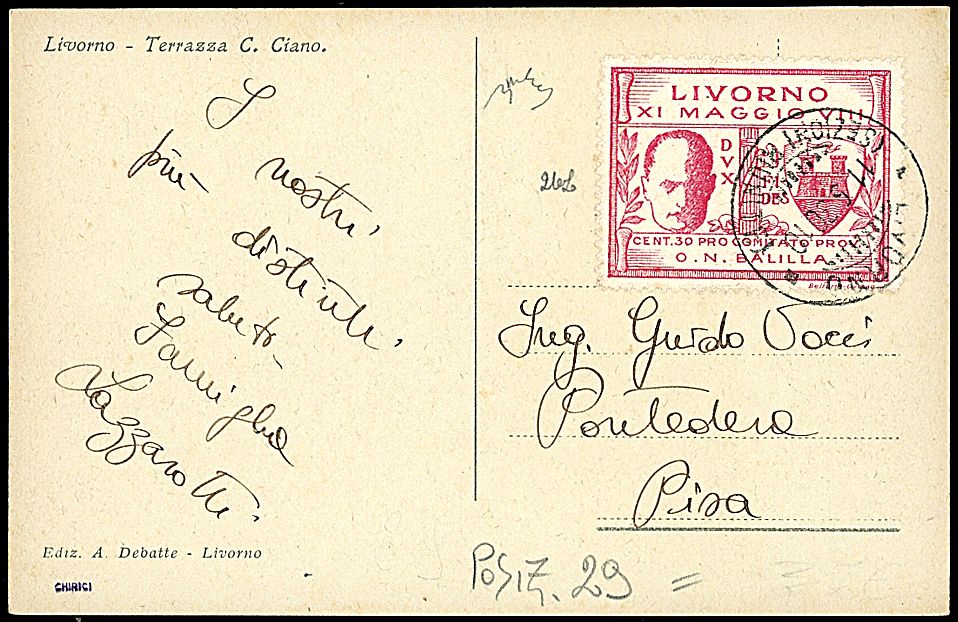 Livorno - Terrazza C. Ciano.
I
più nostri
distinti
saluti
Famiglia
Lazzarotti.
Ediz. A. Debatte - Livorno
CHIRICI
LIVORNO
XI MAGGIO VIII
DVX
CENT. 30 PRO COMITATO PROV.
O. N. BALILLA
LIVORNO
Ing. Guido Vocci
Pontedera
Pisa
Posiz. 29 =